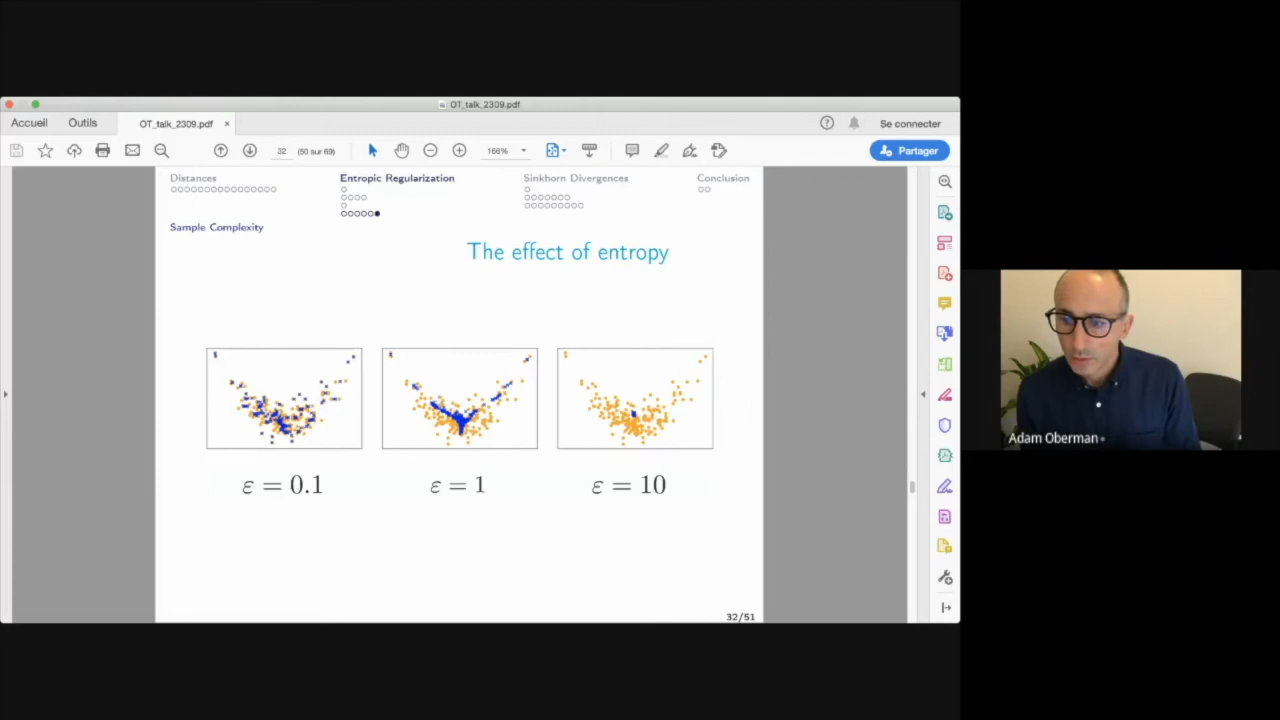 OT_talk_2309.pdf
Accueil Outils OT_talk_2309.pdf × Se connecter
32 (50 sur 69) 166% Partager
Distances Entropic Regularization Sinkhorn Divergences Conclusion
Sample Complexity
The effect of entropy
ε = 0.1 ε = 1 ε = 10
32/51
Adam Oberman